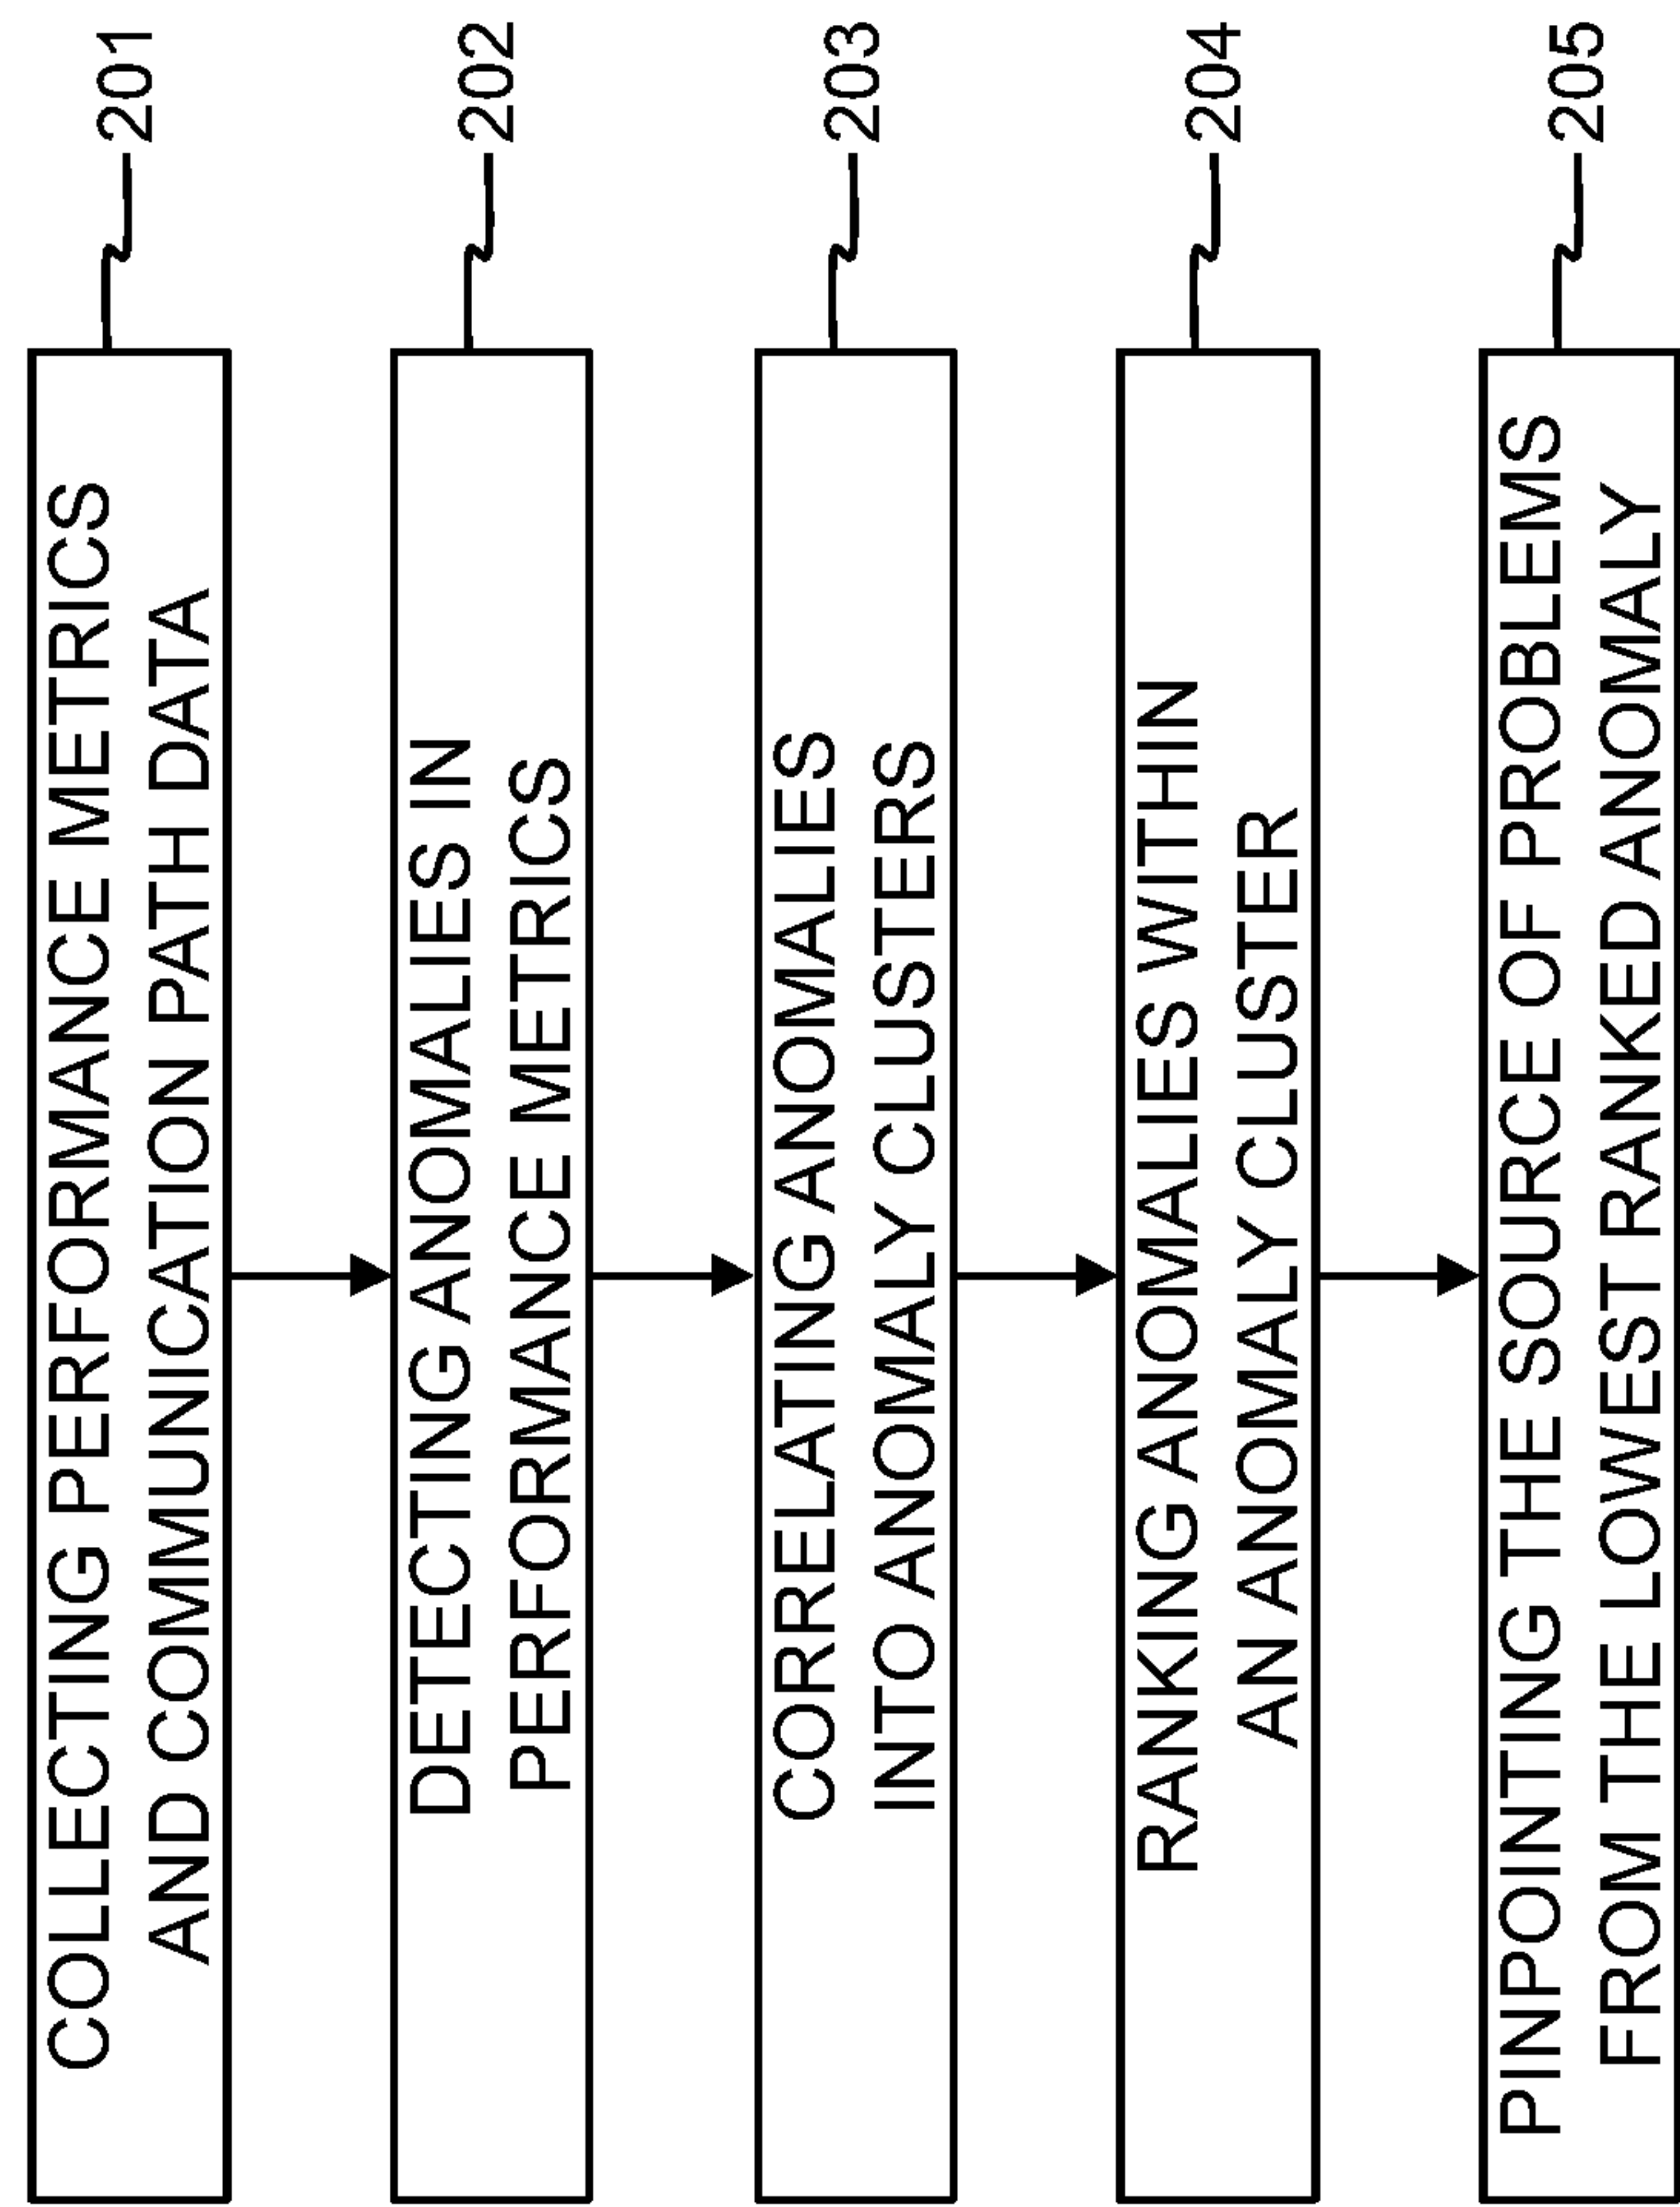 COLLECTING PERFORMANCE METRICS
AND COMMUNICATION PATH DATA
201
DETECTING ANOMALIES IN
PERFORMANCE METRICS
202
CORRELATING ANOMALIES
INTO ANOMALY CLUSTERS
203
RANKING ANOMALIES WITHIN
AN ANOMALY CLUSTER
204
PINPOINTING THE SOURCE OF PROBLEMS
FROM THE LOWEST RANKED ANOMALY
205